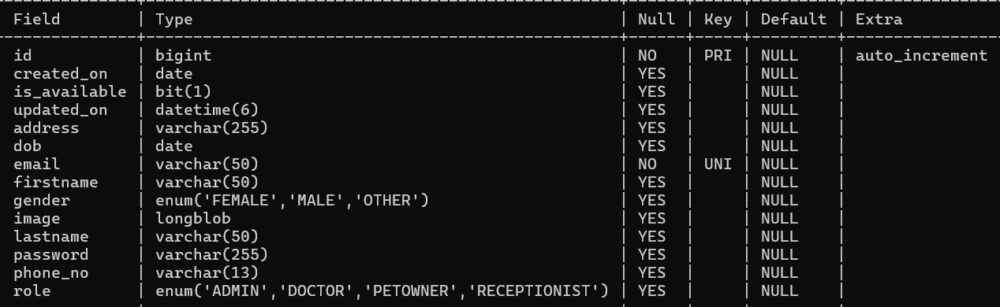 Field | Type | Null | Key | Default | Extra
id | bigint | NO | PRI | NULL | auto_increment
created_on | date | YES | | NULL |
is_available | bit(1) | YES | | NULL |
updated_on | datetime(6) | YES | | NULL |
address | varchar(255) | YES | | NULL |
dob | date | YES | | NULL |
email | varchar(50) | NO | UNI | NULL |
firstname | varchar(50) | YES | | NULL |
gender | enum('FEMALE','MALE','OTHER') | YES | | NULL |
image | longblob | YES | | NULL |
lastname | varchar(50) | YES | | NULL |
password | varchar(255) | YES | | NULL |
phone_no | varchar(13) | YES | | NULL |
role | enum('ADMIN','DOCTOR','PETOWNER','RECEPTIONIST') | YES | | NULL |